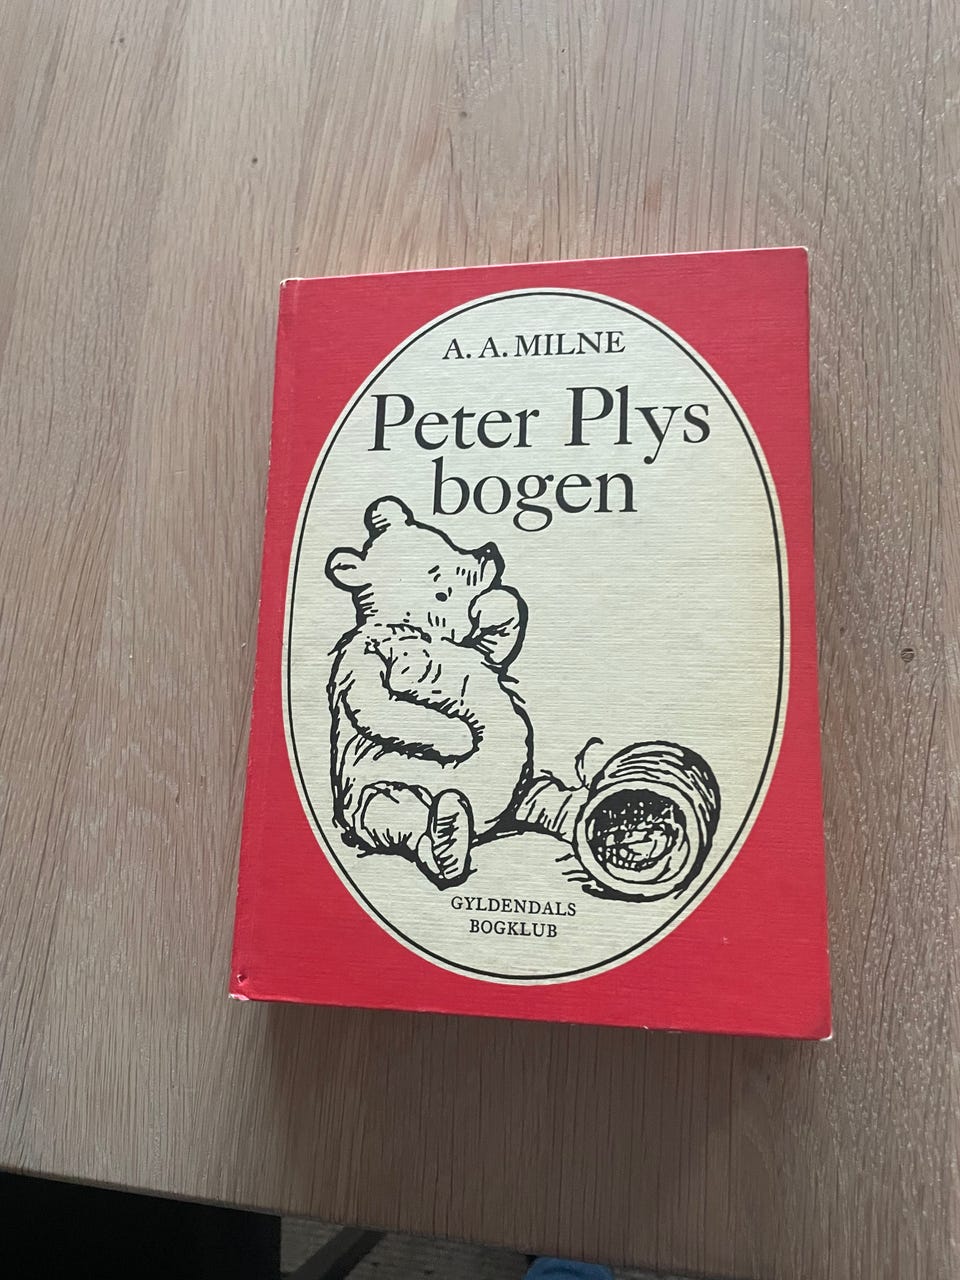 A. A. MILNE
Peter Plys
bogen
GYLDENDALS
BOGKLUB